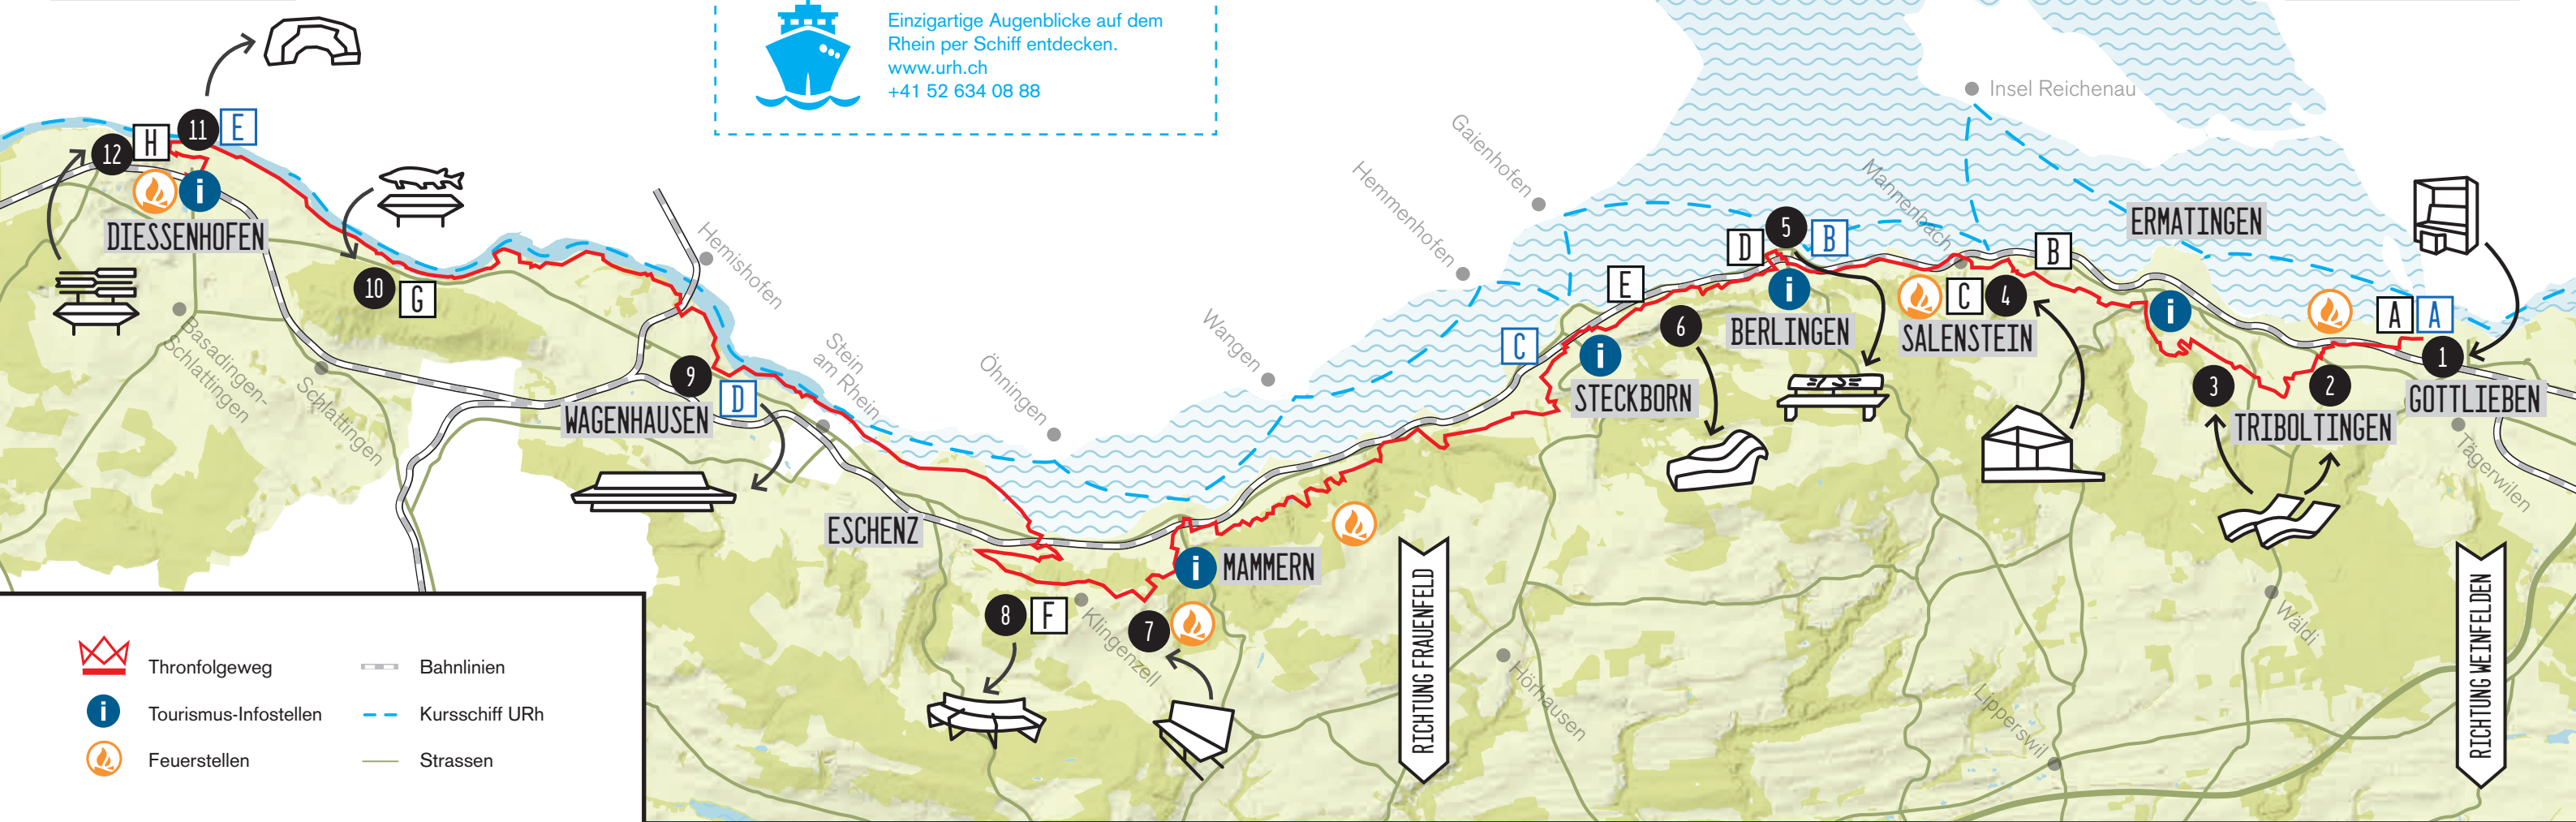 Einzigartige Augenblicke auf dem
Rhein per Schiff entdecken.
www.urh.ch
+41 52 634 08 88
Insel Reichenau
Gaienhofen
Hemmenhofen
Mannenbach
Wangen
Öhningen
Hemishofen
Stein
am Rhein
11
E
H
12
i
DIESSENHOFEN
10
G
Basadingen-
Schlattingen
Schlattingen
9
D
WAGENHAUSEN
ESCHENZ
8
F
Klingenzell
7
i
MAMMERN
C
i
STECKBORN
E
6
D
5
B
i
BERLINGEN
C
4
SALENSTEIN
B
ERMATINGEN
i
3
2
TRIBOLTINGEN
A
A
1
GOTTLIEBEN
Tägerwilen
Wäldi
Lipperswil
Hörhausen
RICHTUNG FRAUENFELD
RICHTUNG WEINFELDEN
Thronfolgeweg
i
Tourismus-Infostellen
Feuerstellen
Bahnlinien
Kursschiff URh
Strassen